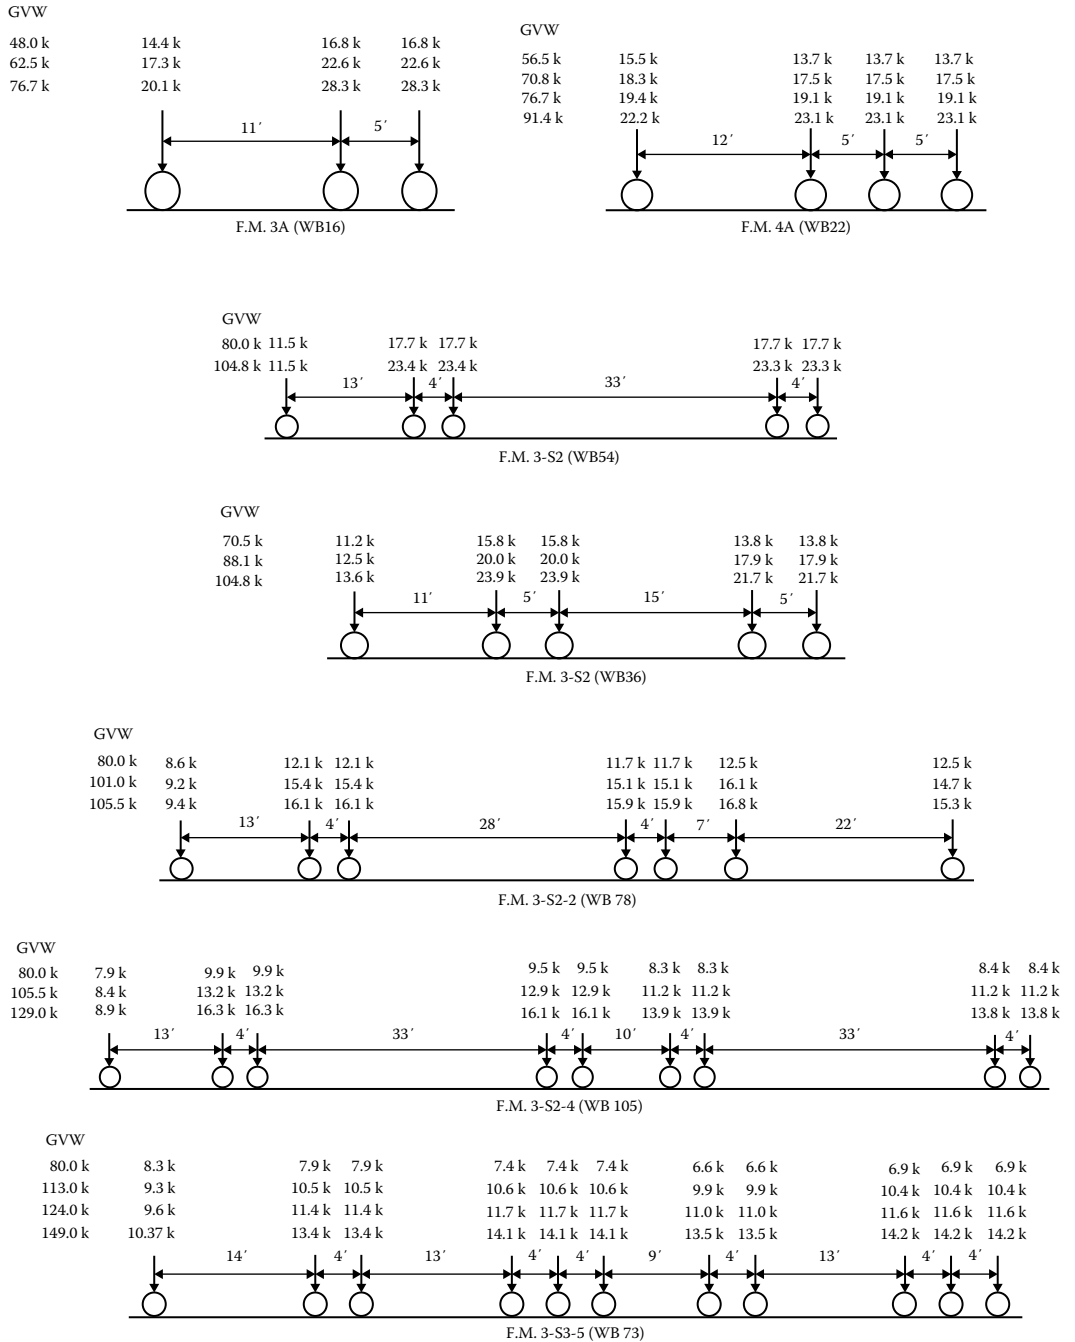 GVW
48.0 k 14.4 k 16.8 k 16.8 k
62.5 k 17.3 k 22.6 k 22.6 k
76.7 k 20.1 k 28.3 k 28.3 k
11′ 5′
F.M. 3A (WB16)
GVW
56.5 k 15.5 k 13.7 k 13.7 k 13.7 k
70.8 k 18.3 k 17.5 k 17.5 k 17.5 k
76.7 k 19.4 k 19.1 k 19.1 k 19.1 k
91.4 k 22.2 k 23.1 k 23.1 k 23.1 k
12′ 5′ 5′
F.M. 4A (WB22)
GVW
80.0 k 11.5 k 17.7 k 17.7 k 17.7 k 17.7 k
104.8 k 11.5 k 23.4 k 23.4 k 23.3 k 23.3 k
13′ 4′ 33′ 4′
F.M. 3-S2 (WB54)
GVW
70.5 k 11.2 k 15.8 k 15.8 k 13.8 k 13.8 k
88.1 k 12.5 k 20.0 k 20.0 k 17.9 k 17.9 k
104.8 k 13.6 k 23.9 k 23.9 k 21.7 k 21.7 k
11′ 5′ 15′ 5′
F.M. 3-S2 (WB36)
GVW
80.0 k 8.6 k 12.1 k 12.1 k 11.7 k 11.7 k 12.5 k 12.5 k
101.0 k 9.2 k 15.4 k 15.4 k 15.1 k 15.1 k 16.1 k 14.7 k
105.5 k 9.4 k 16.1 k 16.1 k 15.9 k 15.9 k 16.8 k 15.3 k
13′ 4′ 28′ 4′ 7′ 22′
F.M. 3-S2-2 (WB 78)
GVW
80.0 k 7.9 k 9.9 k 9.9 k 9.5 k 9.5 k 8.3 k 8.3 k 8.4 k 8.4 k
105.5 k 8.4 k 13.2 k 13.2 k 12.9 k 12.9 k 11.2 k 11.2 k 11.2 k 11.2 k
129.0 k 8.9 k 16.3 k 16.3 k 16.1 k 16.1 k 13.9 k 13.9 k 13.8 k 13.8 k
13′ 4′ 33′ 4′ 10′ 4′ 33′ 4′
F.M. 3-S2-4 (WB 105)
GVW
80.0 k 8.3 k 7.9 k 7.9 k 7.4 k 7.4 k 7.4 k 6.6 k 6.6 k 6.9 k 6.9 k 6.9 k
113.0 k 9.3 k 10.5 k 10.5 k 10.6 k 10.6 k 10.6 k 9.9 k 9.9 k 10.4 k 10.4 k 10.4 k
124.0 k 9.6 k 11.4 k 11.4 k 11.7 k 11.7 k 11.7 k 11.0 k 11.0 k 11.6 k 11.6 k 11.6 k
149.0 k 10.37 k 13.4 k 13.4 k 14.1 k 14.1 k 14.1 k 13.5 k 13.5 k 14.2 k 14.2 k 14.2 k
14′ 4′ 13′ 4′ 4′ 9′ 4′ 13′ 4′ 4′
F.M. 3-S3-5 (WB 73)